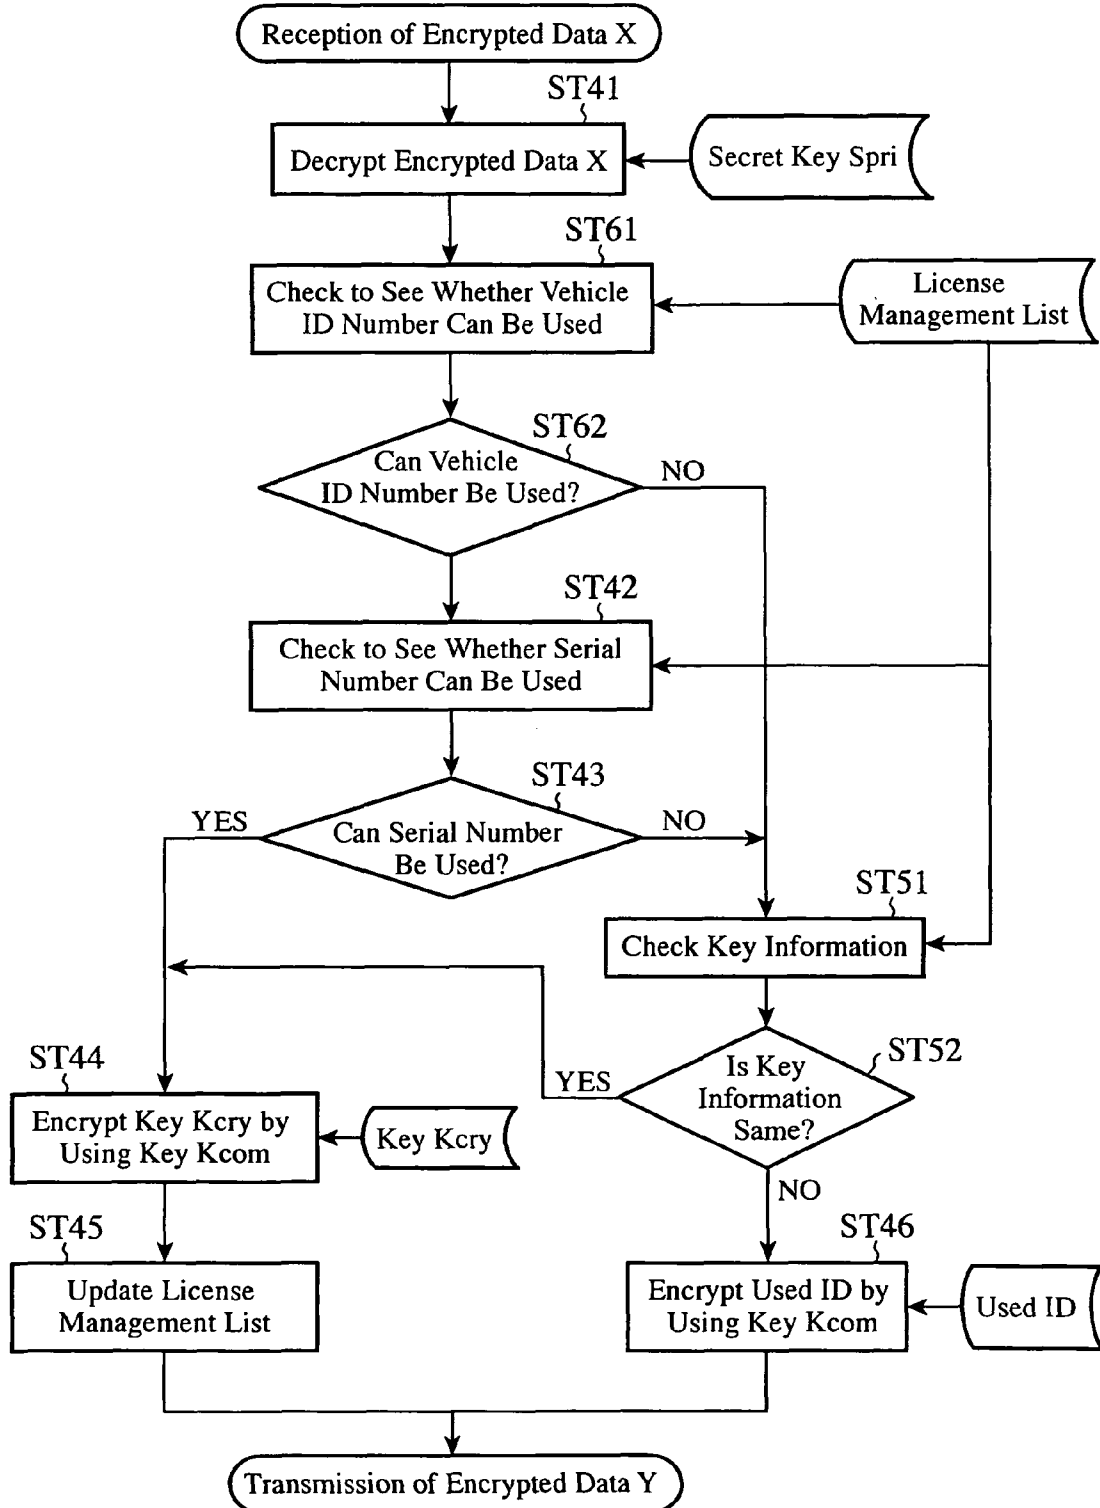 Reception of Encrypted Data X
ST41
Decrypt Encrypted Data X
Secret Key Spri
ST61
Check to See Whether Vehicle
ID Number Can Be Used
License
Management List
ST62
Can Vehicle
ID Number Be Used?
NO
ST42
Check to See Whether Serial
Number Can Be Used
ST43
YES
Can Serial Number
Be Used?
NO
ST51
Check Key Information
ST52
Is Key
Information
Same?
YES
NO
ST44
Encrypt Key Kcry by
Using Key Kcom
Key Kcry
ST45
Update License
Management List
ST46
Encrypt Used ID by
Using Key Kcom
Used ID
Transmission of Encrypted Data Y